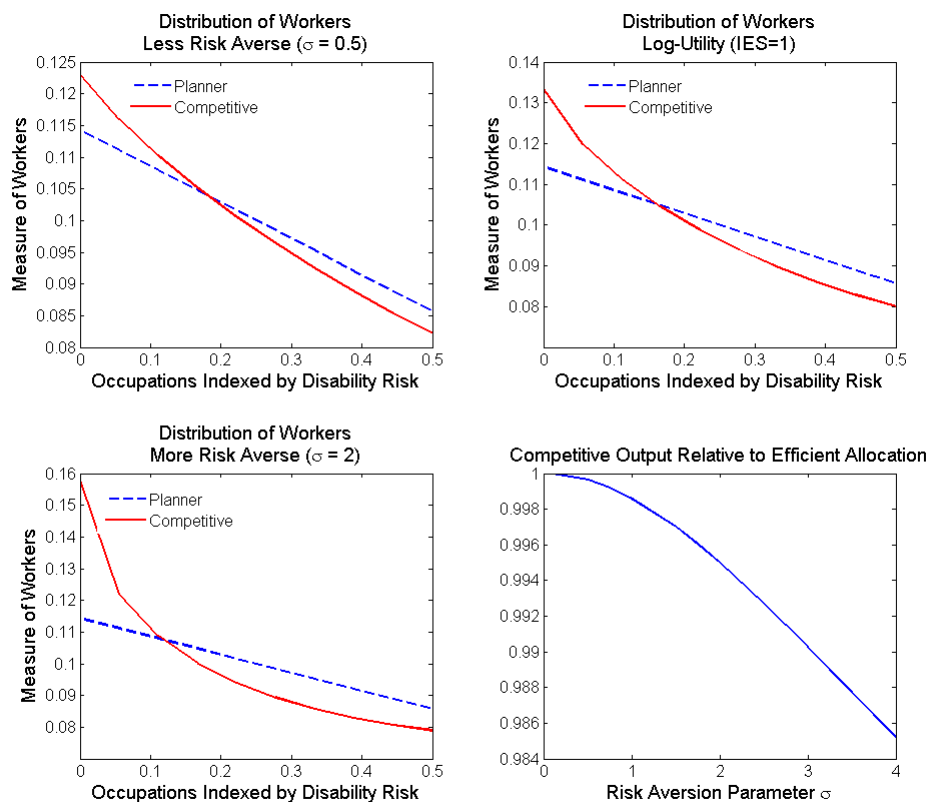 Distribution of Workers
Less Risk Averse (σ = 0.5)
0.125
0.12
0.115
0.11
0.105
0.1
0.095
0.09
0.085
0.08
Measure of Workers
Planner
Competitive
0
0.1
0.2
0.3
0.4
0.5
Occupations Indexed by Disability Risk
Distribution of Workers
Log-Utility (IES=1)
0.14
0.13
0.12
0.11
0.1
0.09
0.08
Measure of Workers
Planner
Competitive
0
0.1
0.2
0.3
0.4
0.5
Occupations Indexed by Disability Risk
Distribution of Workers
More Risk Averse (σ = 2)
0.16
0.15
0.14
0.13
0.12
0.11
0.1
0.09
0.08
Measure of Workers
Planner
Competitive
0
0.1
0.2
0.3
0.4
0.5
Occupations Indexed by Disability Risk
Competitive Output Relative to Efficient Allocation
1
0.998
0.996
0.994
0.992
0.99
0.988
0.986
0.984
0
1
2
3
4
Risk Aversion Parameter σ